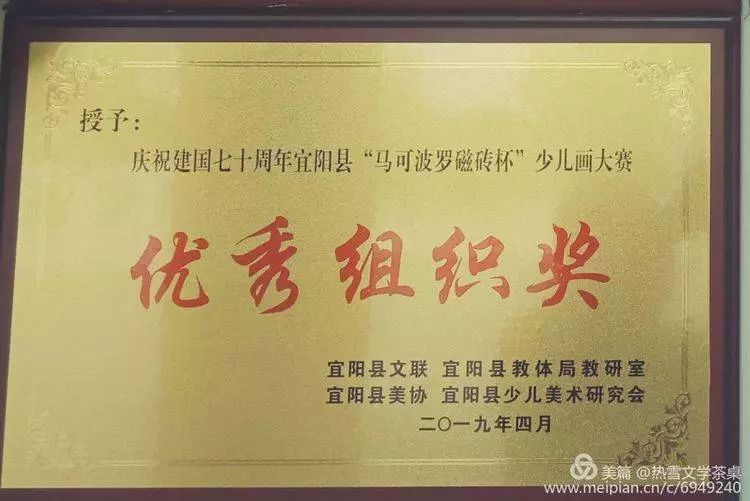 授予：
庆祝建国七十周年宜阳县“马可波罗磁砖杯”少儿画大赛
优秀组织奖
宜阳县文联 宜阳县教体局教研室
宜阳县美协 宜阳县少儿美术研究会
二〇一九年四月
美篇 @热雪文学茶桌
www.meipian.cn/c/6949240